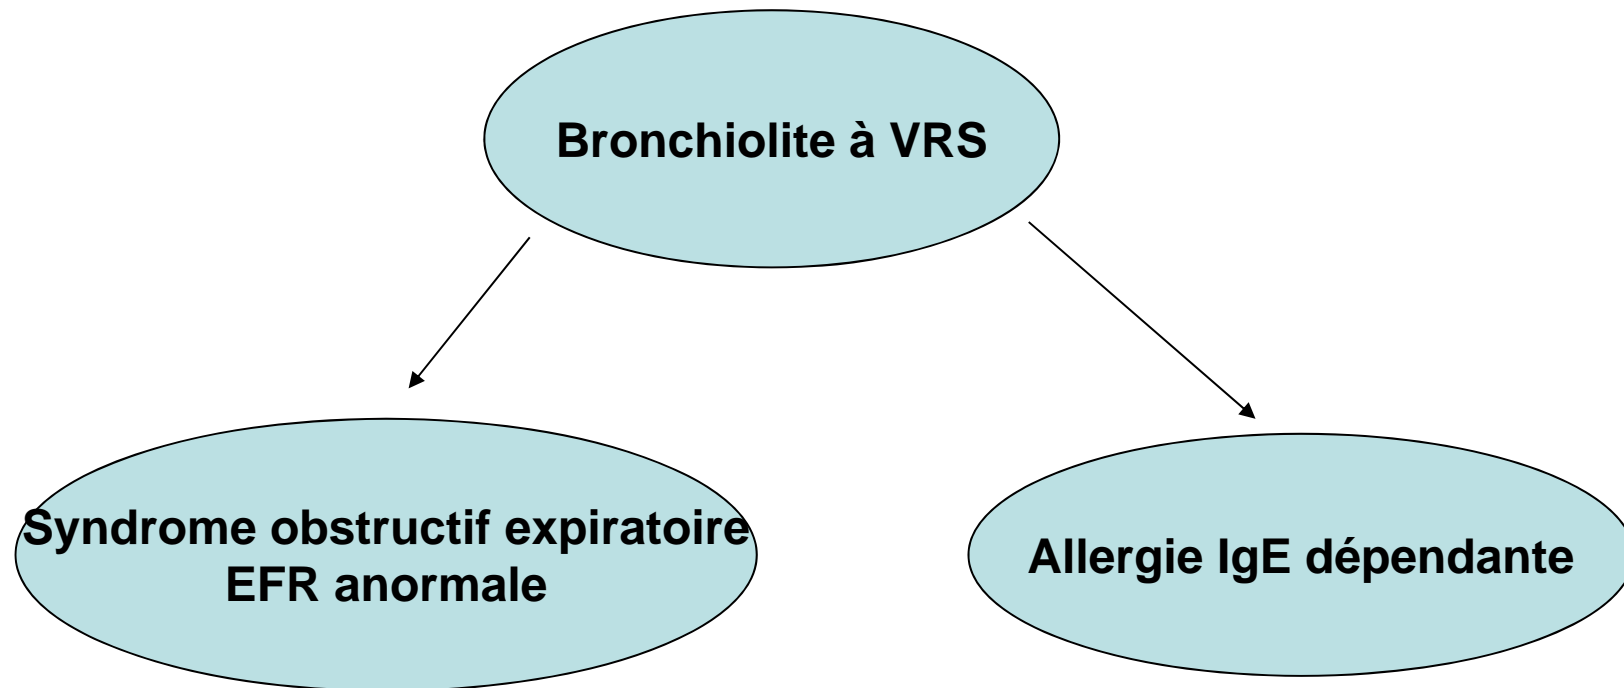 Bronchiolite à VRS
Syndrome obstructif expiratoire
EFR anormale
Allergie IgE dépendante